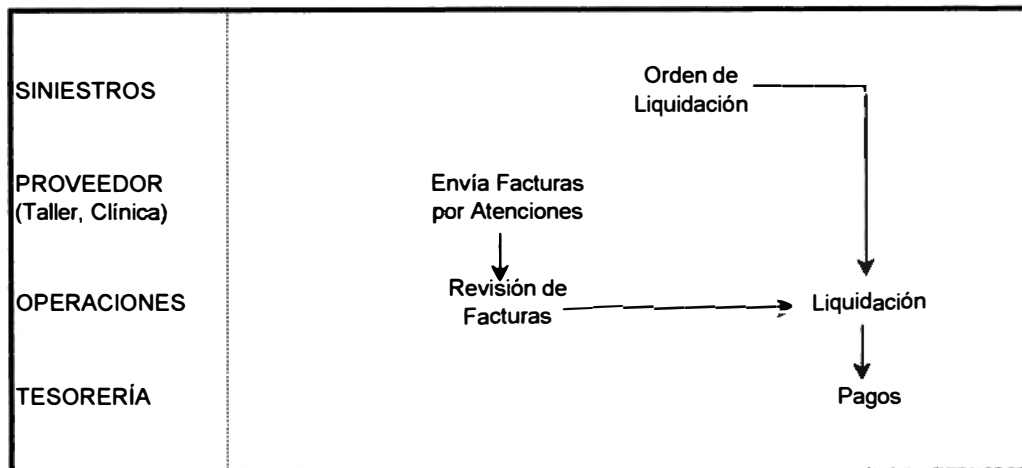 SINIESTROS
Orden de
Liquidación
PROVEEDOR
(Taller, Clínica)
Envía Facturas
por Atenciones
OPERACIONES
Revisión de
Facturas
Liquidación
TESORERÍA
Pagos